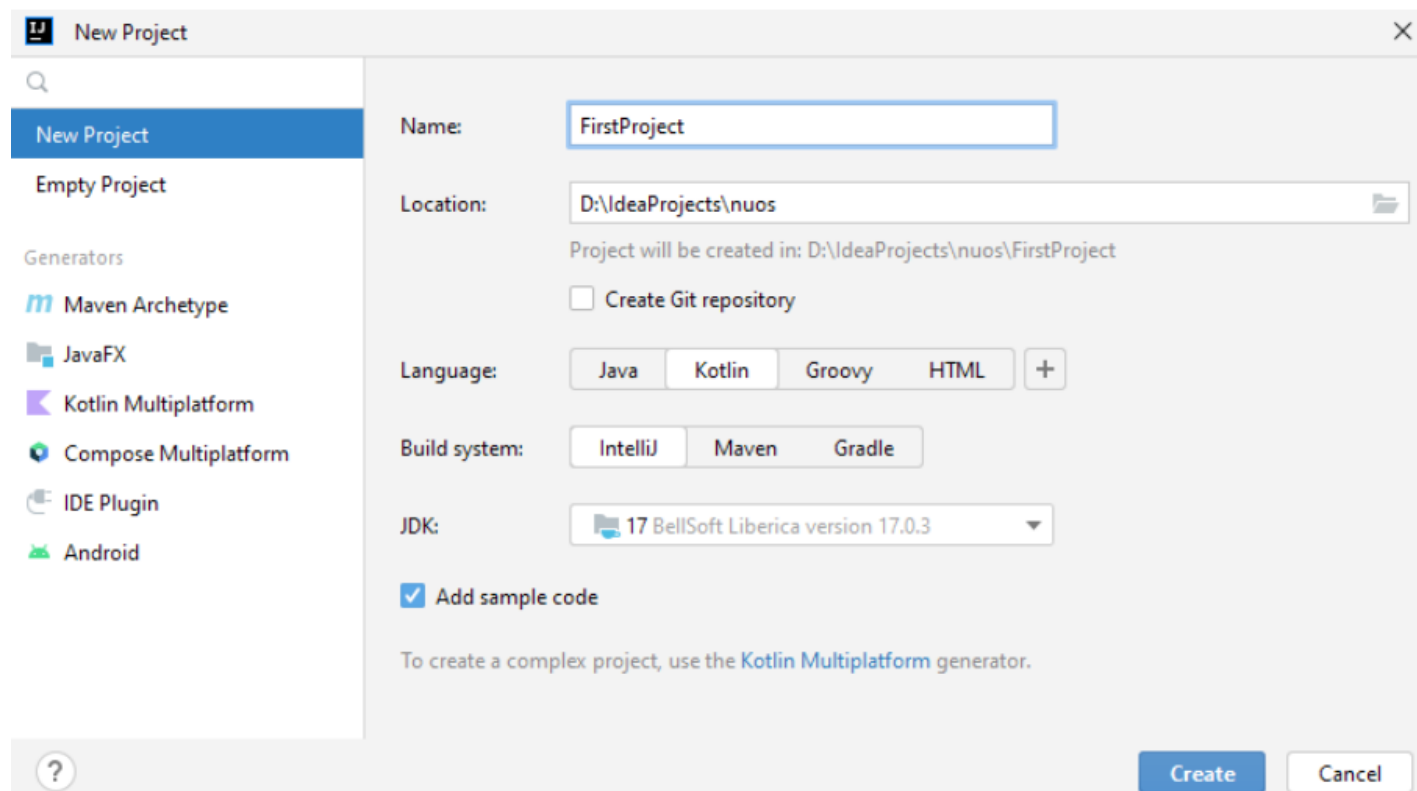 New Project
New Project
Empty Project
Generators
Maven Archetype
JavaFX
Kotlin Multiplatform
Compose Multiplatform
IDE Plugin
Android
Name: FirstProject
Location: D:\IdeaProjects\nuos
Project will be created in: D:\IdeaProjects\nuos\FirstProject
Create Git repository
Language: Java Kotlin Groovy HTML +
Build system: IntelliJ Maven Gradle
JDK: 17 BellSoft Liberica version 17.0.3
Add sample code
To create a complex project, use the Kotlin Multiplatform generator.
? Create Cancel